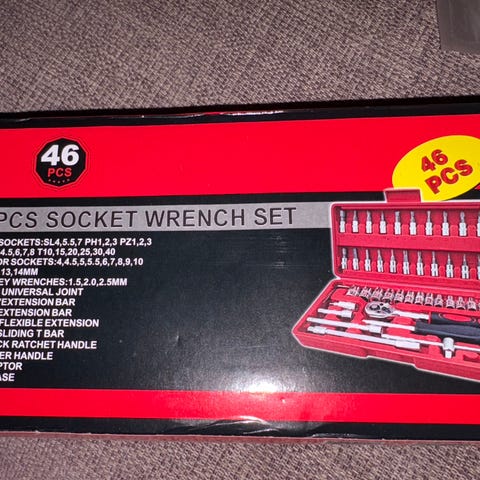 46
PCS
46
PCS
PCS SOCKET WRENCH SET
SOCKETS:SL4,5.5,7 PH1,2,3 PZ1,2,3
4.5,6,7,8 T10,15,20,25,30,40
OR SOCKETS:4,4.5,5,5.5,6,7,8,9,10
13,14MM
EY WRENCHES:1.5,2.0,2.5MM
UNIVERSAL JOINT
EXTENSION BAR
EXTENSION BAR
FLEXIBLE EXTENSION
SLIDING T BAR
CK RATCHET HANDLE
ER HANDLE
PTOR
ASE